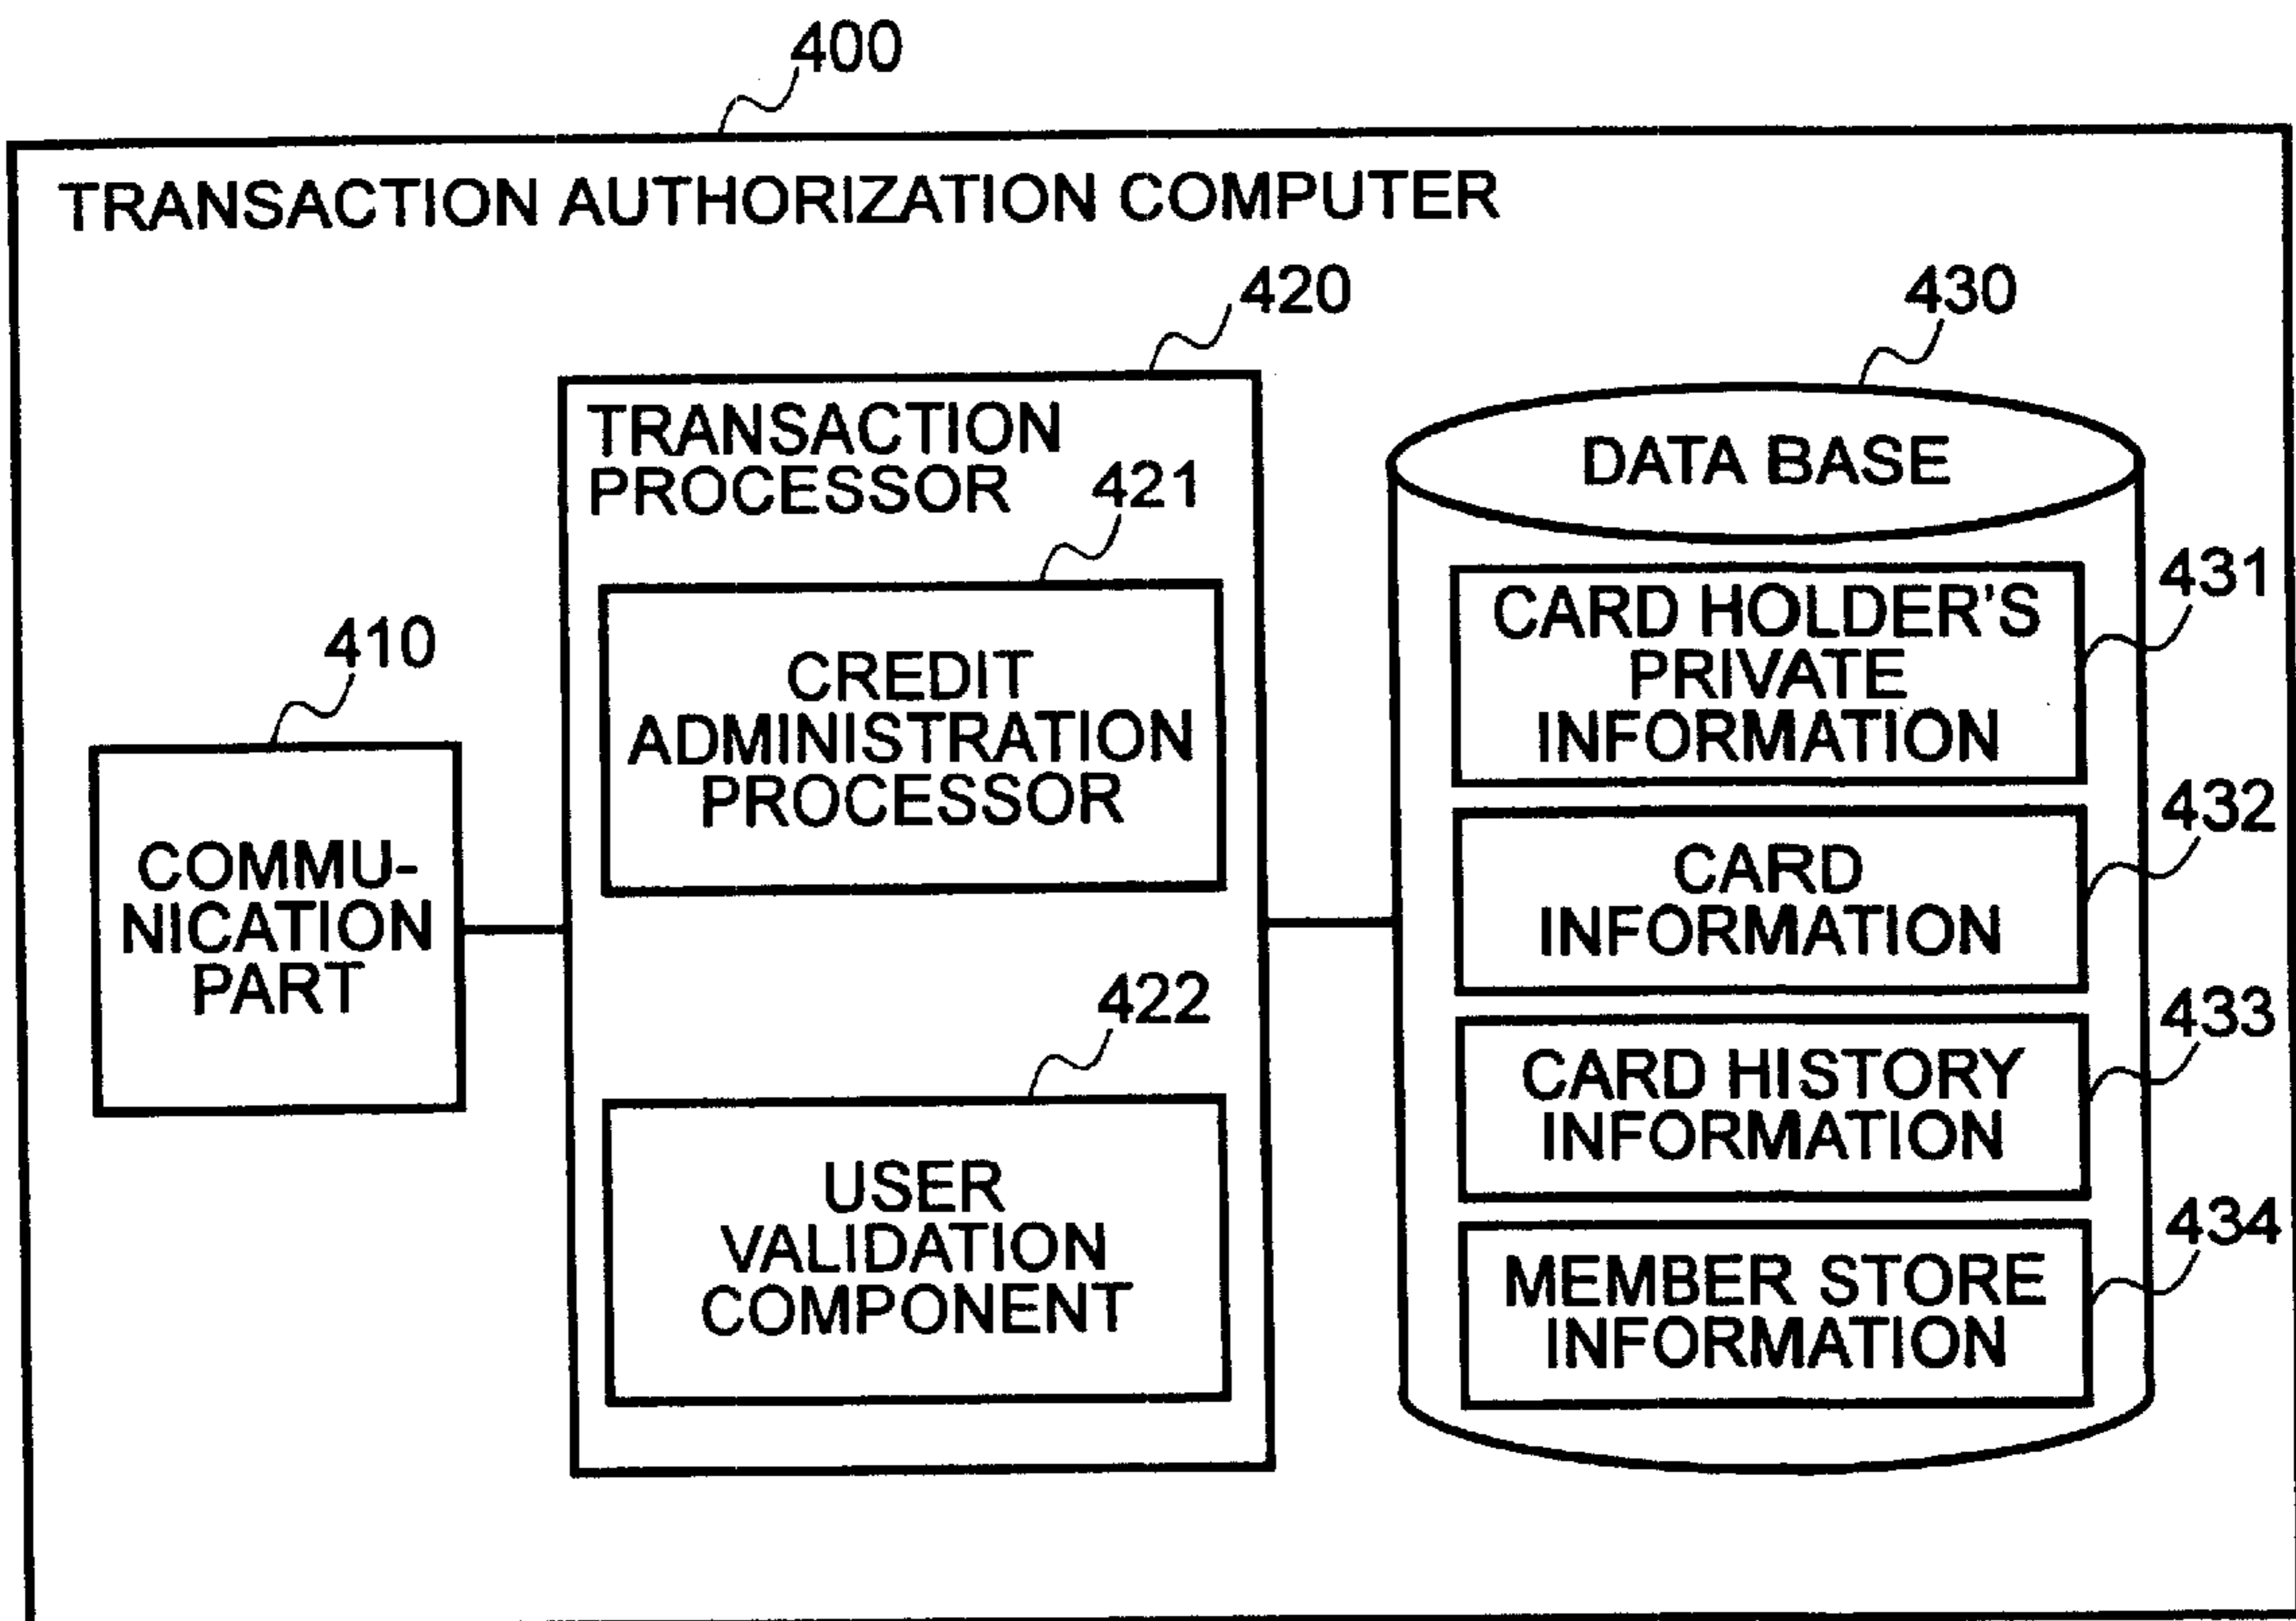 400
TRANSACTION AUTHORIZATION COMPUTER
420
430
TRANSACTION
PROCESSOR
421
DATA BASE
CREDIT
ADMINISTRATION
PROCESSOR
410
COMMU-
NICATION
PART
422
USER
VALIDATION
COMPONENT
CARD HOLDER'S
PRIVATE
INFORMATION
431
CARD
INFORMATION
432
CARD HISTORY
INFORMATION
433
MEMBER STORE
INFORMATION
434